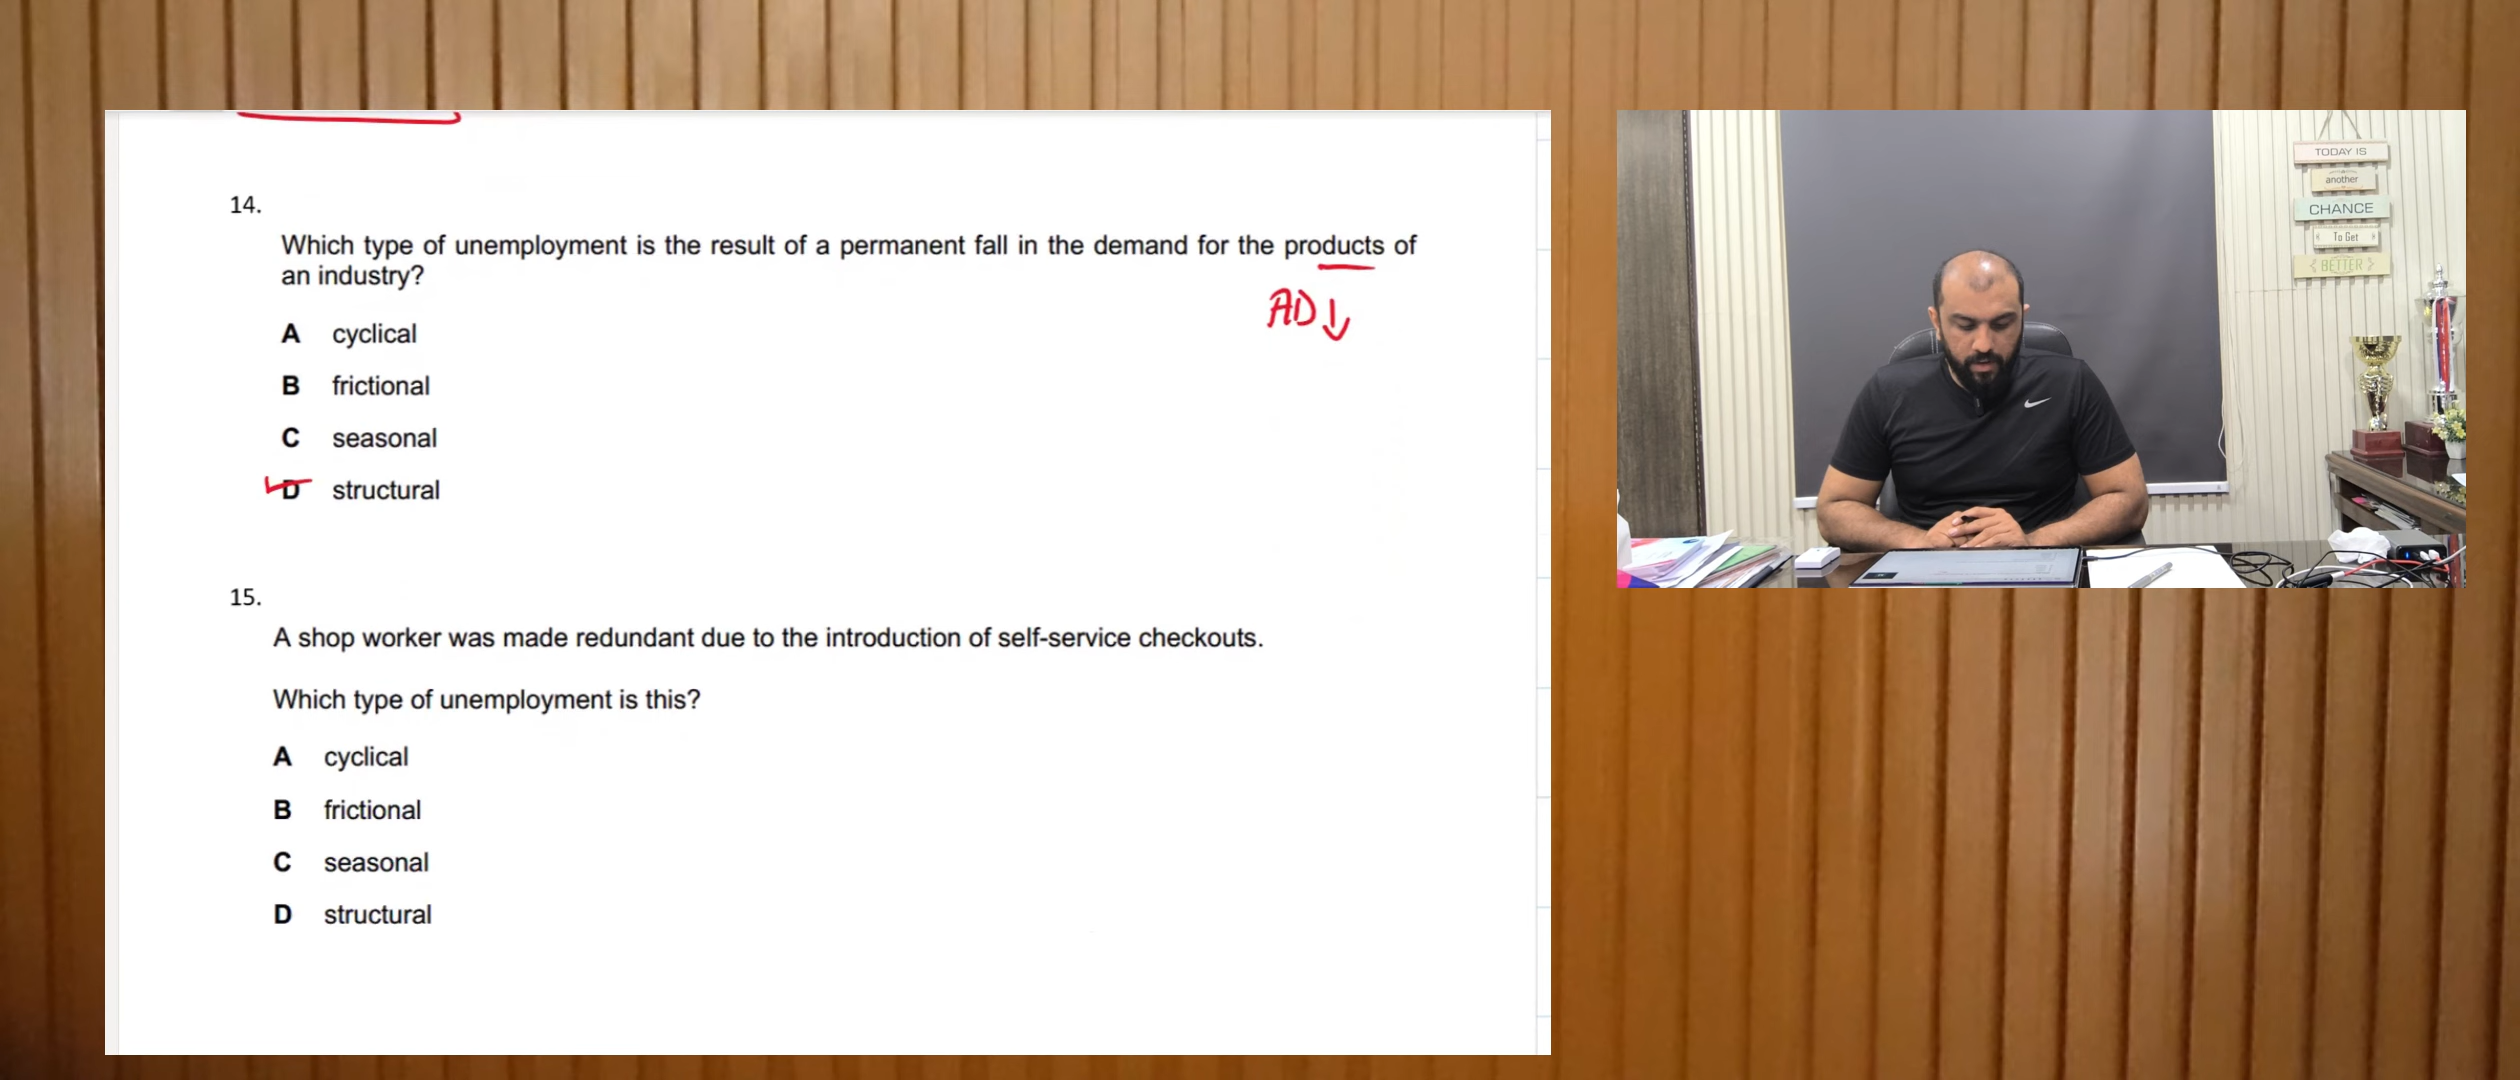 14.
Which type of unemployment is the result of a permanent fall in the demand for the products of
an industry?
AD↓
A cyclical
B frictional
C seasonal
D structural
15.
A shop worker was made redundant due to the introduction of self-service checkouts.
Which type of unemployment is this?
A cyclical
B frictional
C seasonal
D structural
TODAY IS
another
CHANCE
To Get
BETTER